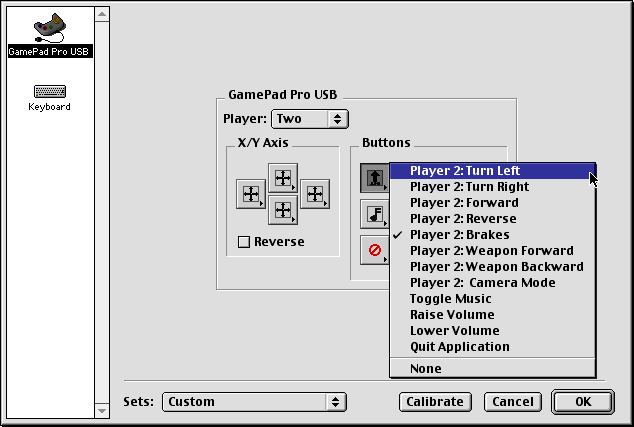 GamePad Pro USB
Keyboard
GamePad Pro USB
Player: Two
X/Y Axis
Buttons
Reverse
Player 2: Turn Left
Player 2: Turn Right
Player 2: Forward
Player 2: Reverse
Player 2: Brakes
Player 2: Weapon Forward
Player 2: Weapon Backward
Player 2: Camera Mode
Toggle Music
Raise Volume
Lower Volume
Quit Application
None
Sets: Custom
Calibrate
Cancel
OK